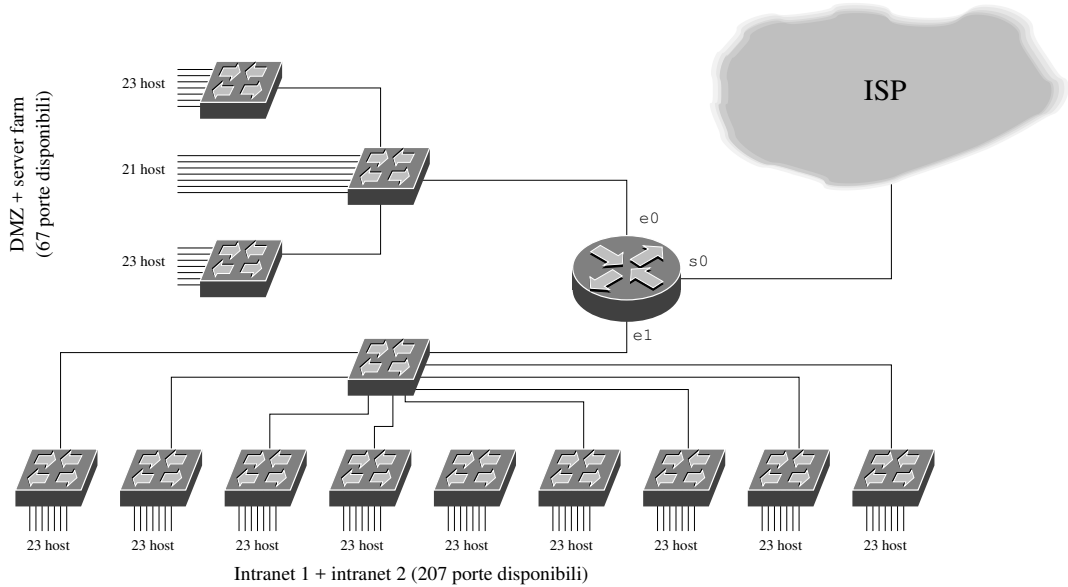 ISP
23 host
21 host
23 host
DMZ + server farm
(67 porte disponibili)
e0
s0
e1
23 host
23 host
23 host
23 host
23 host
23 host
23 host
23 host
23 host
Intranet 1 + intranet 2 (207 porte disponibili)